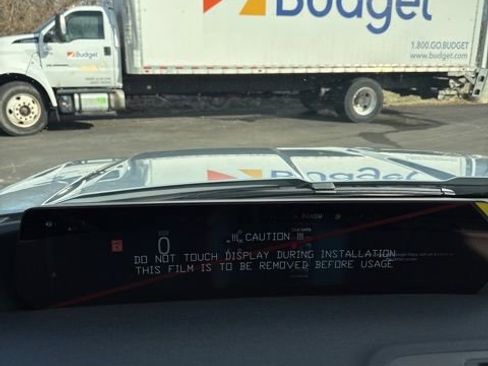 Budget
1.800.GO.BUDGET
www.budget.com
Budget
Budget
0
CAUTION
DO NOT TOUCH DISPLAY DURING INSTALLATION
THIS FILM IS TO BE REMOVED BEFORE USAGE